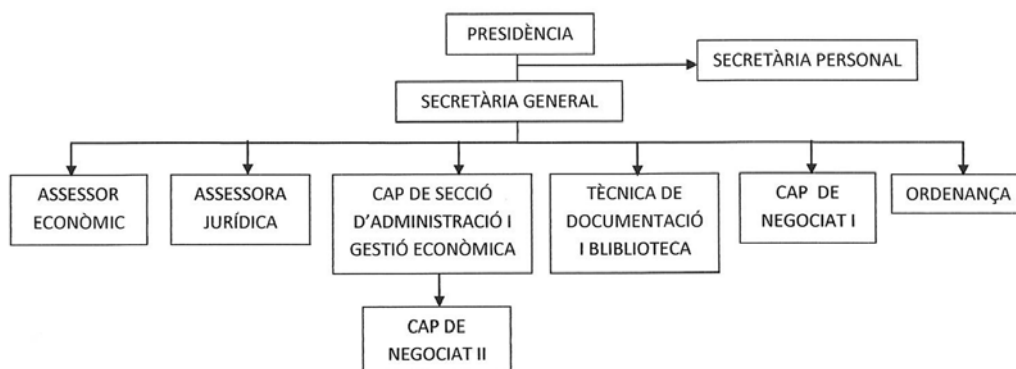 PRESIDÈNCIA
SECRETÀRIA PERSONAL
SECRETÀRIA GENERAL
ASSESSOR
ECONÒMIC
ASSESSORA
JURÍDICA
CAP DE SECCIÓ
D'ADMINISTRACIÓ I
GESTIÓ ECONÒMICA
TÈCNICA DE
DOCUMENTACIÓ
I BLIBLIOTECA
CAP DE
NEGOCIAT I
ORDENANÇA
CAP DE
NEGOCIAT II